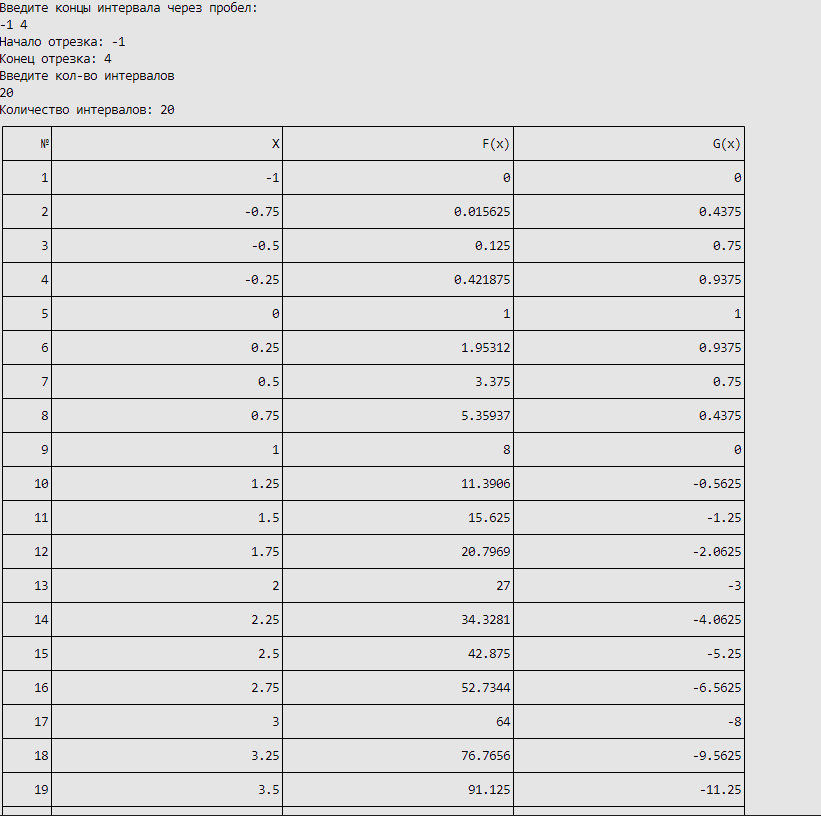 Введите концы интервала через пробел:
-1 4
Начало отрезка: -1
Конец отрезка: 4
Введите кол-во интервалов
20
Количество интервалов: 20
№ X F(x) G(x)
1 -1 0 0
2 -0.75 0.015625 0.4375
3 -0.5 0.125 0.75
4 -0.25 0.421875 0.9375
5 0 1 1
6 0.25 1.95312 0.9375
7 0.5 3.375 0.75
8 0.75 5.35937 0.4375
9 1 8 0
10 1.25 11.3906 -0.5625
11 1.5 15.625 -1.25
12 1.75 20.7969 -2.0625
13 2 27 -3
14 2.25 34.3281 -4.0625
15 2.5 42.875 -5.25
16 2.75 52.7344 -6.5625
17 3 64 -8
18 3.25 76.7656 -9.5625
19 3.5 91.125 -11.25